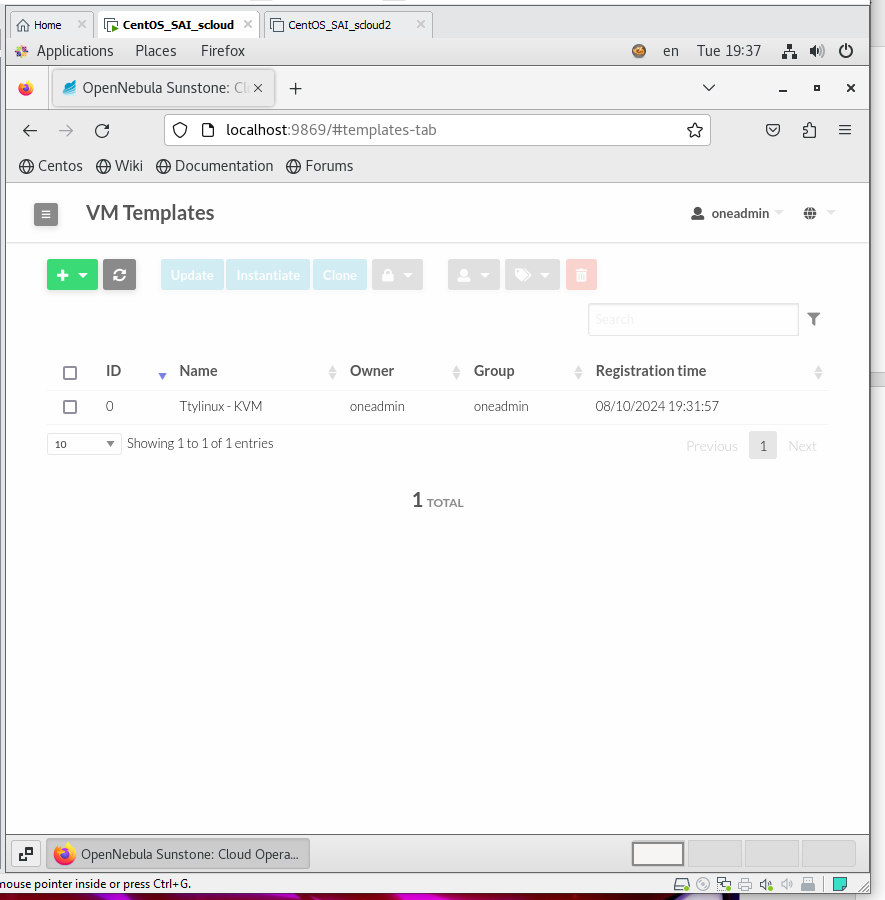 Home CentOS_SAI_scloud CentOS_SAI_scloud2
Applications Places Firefox en Tue 19:37
OpenNebula Sunstone: Cl
localhost:9869/#templates-tab
Centos Wiki Documentation Forums
VM Templates oneadmin
Update Instantiate Clone
Search
ID Name Owner Group Registration time
0 Ttylinux - KVM oneadmin oneadmin 08/10/2024 19:31:57
10 Showing 1 to 1 of 1 entries Previous 1 Next
1 TOTAL
OpenNebula Sunstone: Cloud Opera...
mouse pointer inside or press Ctrl+G.